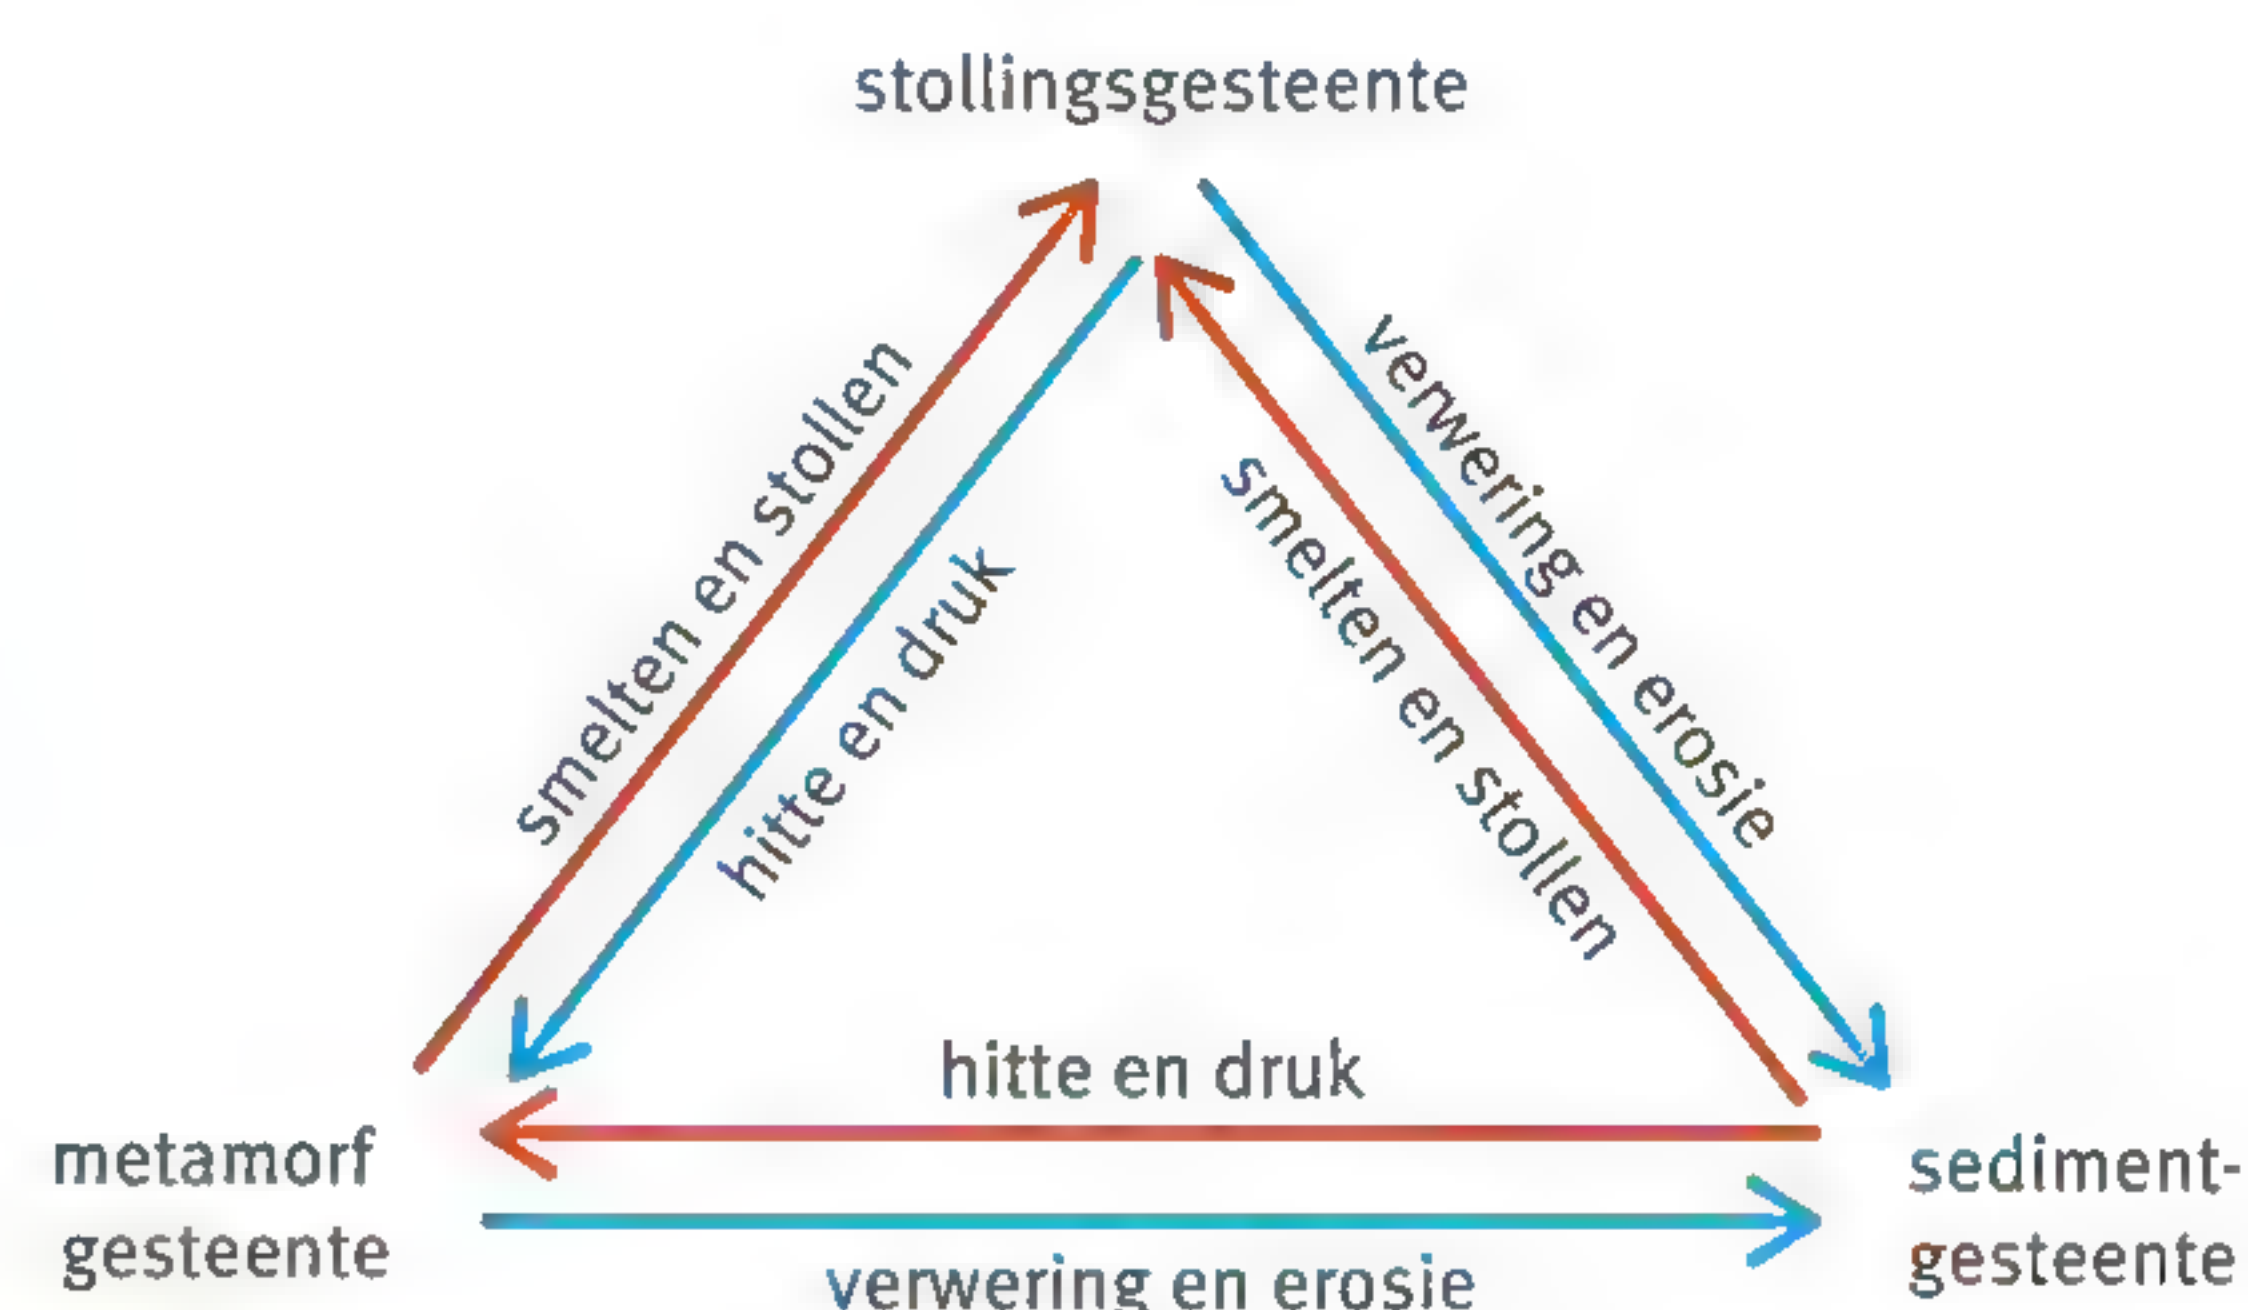 stollingsgesteente
smelten en stollen
hitte en druk
smelten en stollen
verwering en erosie
hitte en druk
metamorf
gesteente
sediment-
gesteente
verwering en erosie